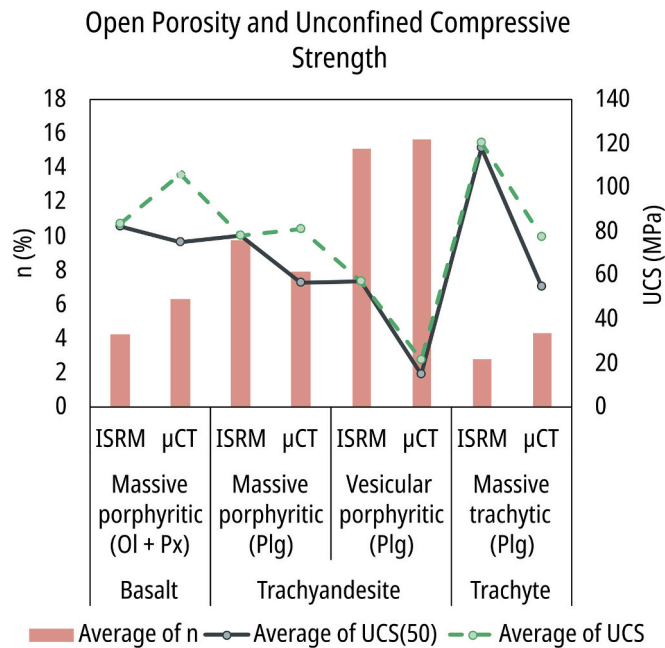 Open Porosity and Unconfined Compressive
Strength
18
16
14
12
10
8
6
4
2
0
n (%)
140
120
100
80
60
40
20
0
UCS (MPa)
ISRM μCT ISRM μCT ISRM μCT ISRM μCT
Massive Massive Vesicular Massive
porphyritic porphyritic porphyritic trachytic
(Ol + Px) (Plg) (Plg) (Plg)
Basalt Trachyandesite Trachyte
Average of n Average of UCS(50) Average of UCS